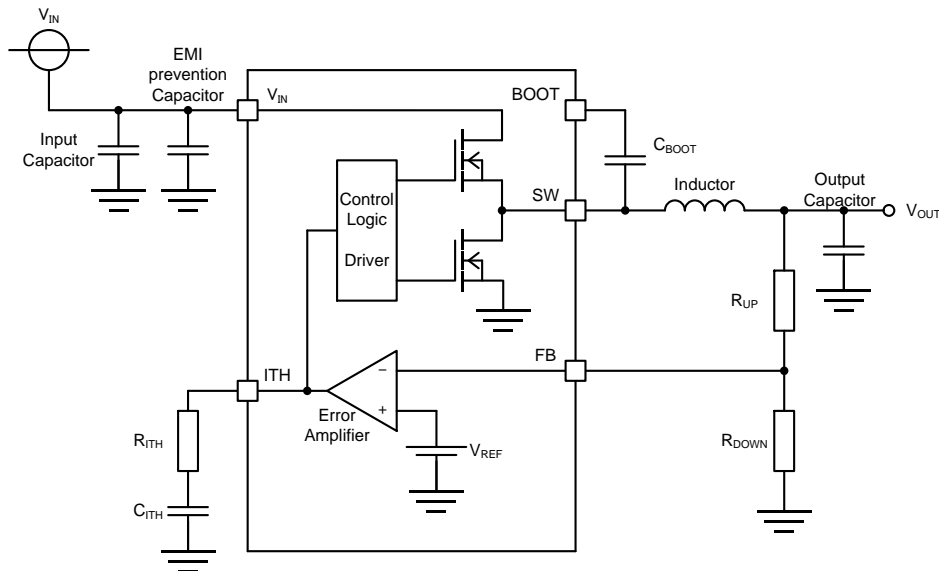 VIN
EMI
prevention
Capacitor
VIN
BOOT
Input
Capacitor
CBOOT
Control
Logic
Driver
SW
Inductor
Output
Capacitor
VOUT
RUP
ITH
FB
−
+
Error
Amplifier
VREF
RITH
CITH
RDOWN